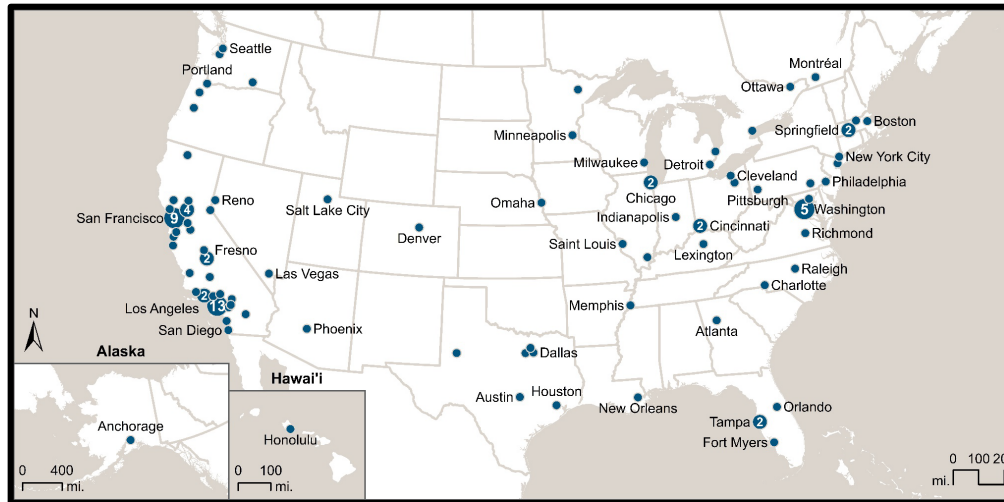 Seattle
Portland
Montréal
Ottawa
Boston
Springfield 2
Minneapolis
Milwaukee
Detroit
New York City
Cleveland
Philadelphia
2
Chicago
Pittsburgh
Reno
Salt Lake City
Omaha
Indianapolis
5 Washington
4
San Francisco 9
Denver
2 Cincinnati
Richmond
Fresno
2
Saint Louis
Lexington
Las Vegas
Raleigh
Charlotte
2
Los Angeles 13
Memphis
San Diego
Phoenix
Atlanta
N
Dallas
Alaska
Hawai'i
Austin
Houston
New Orleans
Orlando
Tampa 2
Fort Myers
Anchorage
Honolulu
0 400
mi.
0 100
mi.
0 100 20
mi.